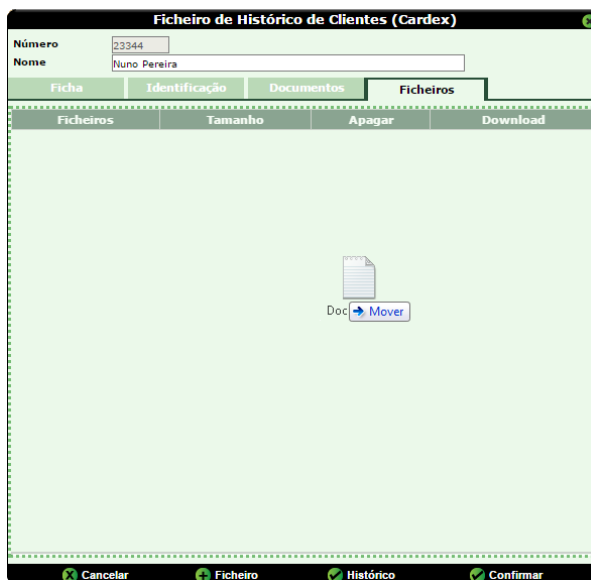 Ficheiro de Histórico de Clientes (Cardex)
Número 23344
Nome Nuno Pereira
Ficha Identificação Documentos Ficheiros
Ficheiros Tamanho Apagar Download
Doc Mover
Cancelar Ficheiro Histórico Confirmar